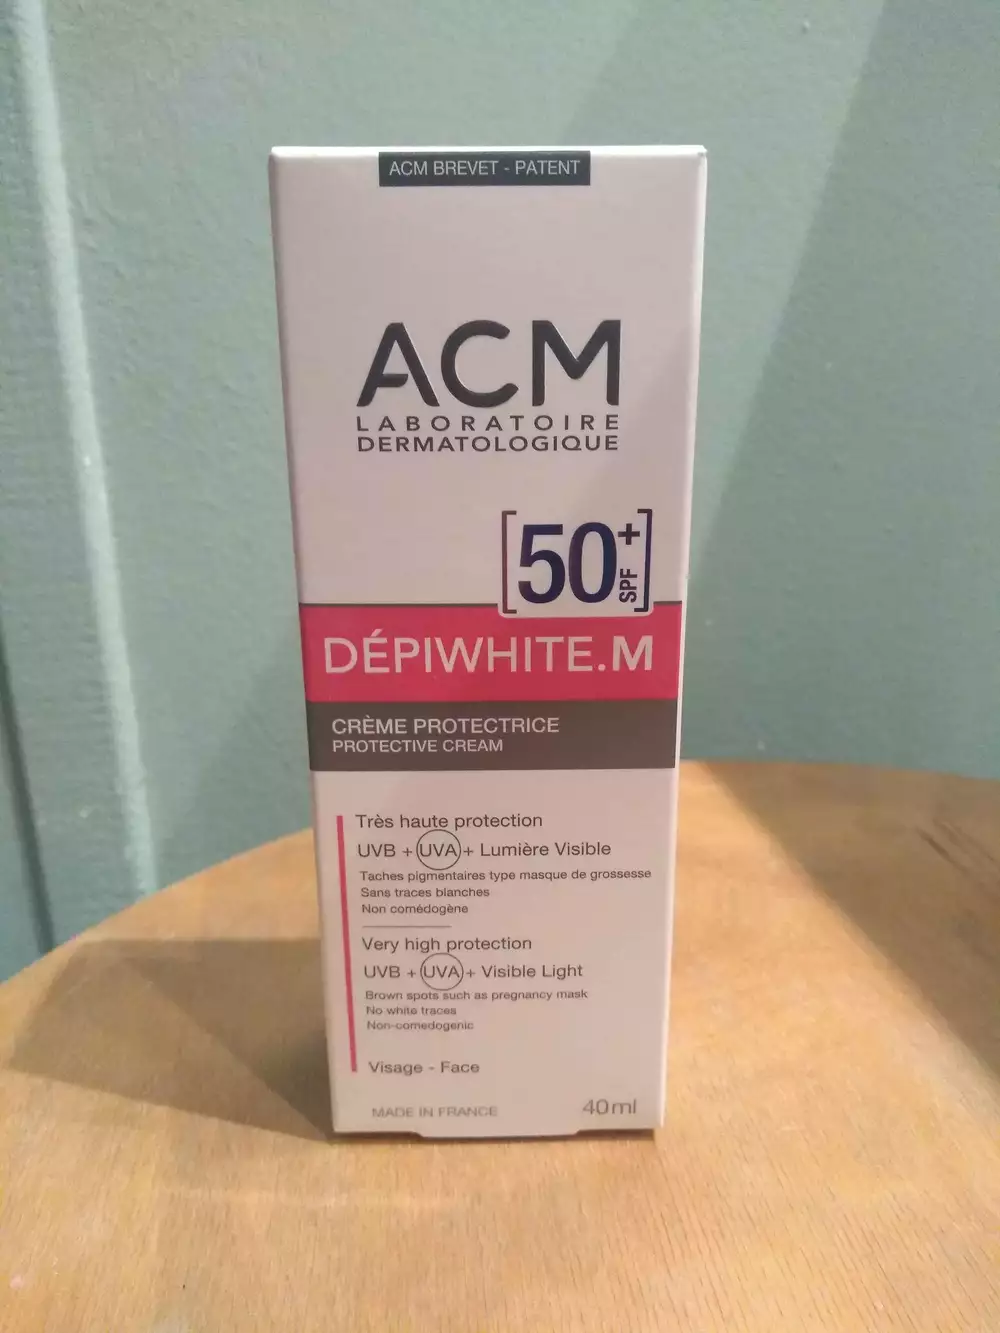 ACM BREVET - PATENT
ACM
LABORATOIRE
DERMATOLOGIQUE
50+
SPF
DÉPIWHITE.M
CRÈME PROTECTRICE
PROTECTIVE CREAM
Très haute protection
UVB + UVA + Lumière Visible
Taches pigmentaires type masque de grossesse
Sans traces blanches
Non comédogène
Very high protection
UVB + UVA + Visible Light
Brown spots such as pregnancy mask
No white traces
Non-comedogenic
Visage - Face
MADE IN FRANCE
40ml